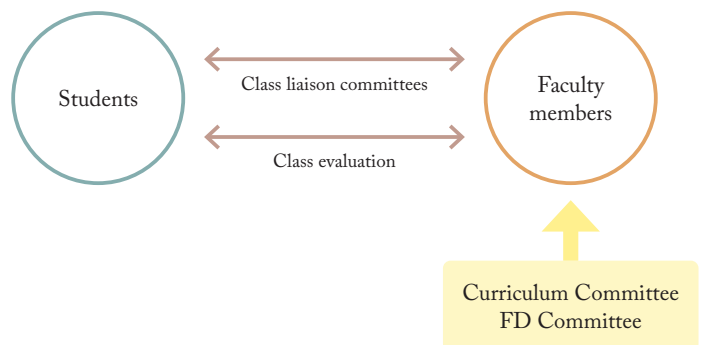 Students
Class liaison committees
Class evaluation
Faculty
members
Curriculum Committee
FD Committee